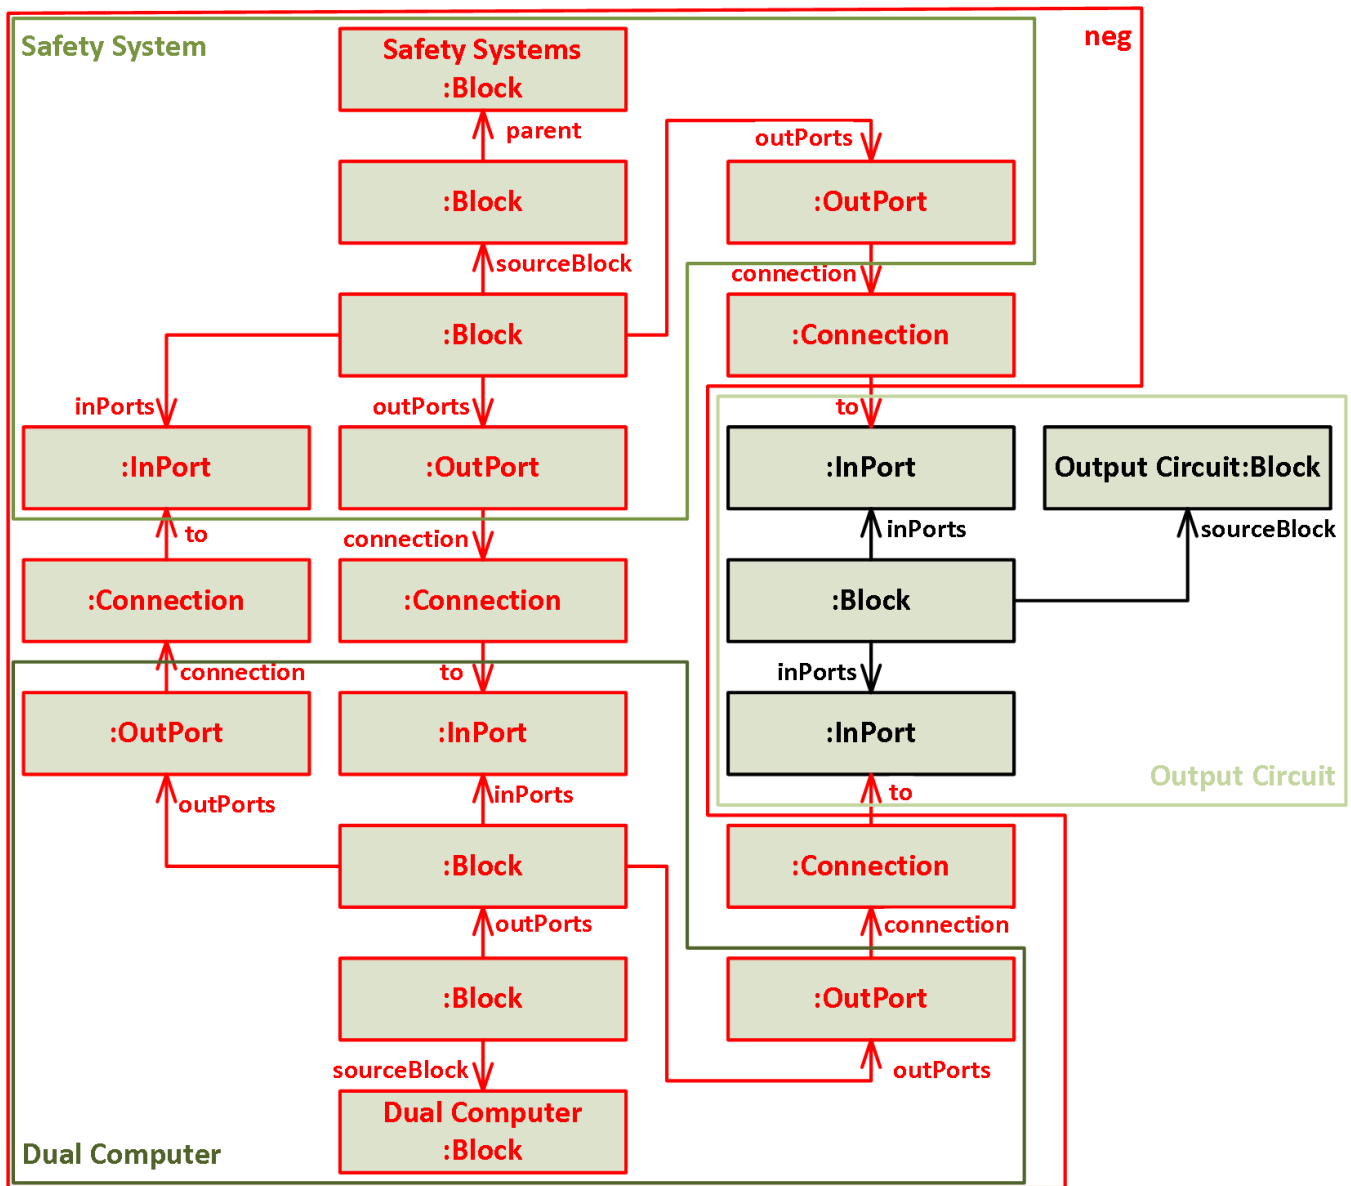 Safety System
neg
Safety Systems
:Block
parent
outPorts
:Block
:OutPort
sourceBlock
connection
:Block
:Connection
inPorts
outPorts
to
:InPort
:OutPort
:InPort
Output Circuit:Block
to
connection
inPorts
sourceBlock
:Connection
:Connection
:Block
connection
to
inPorts
:OutPort
:InPort
:InPort
Output Circuit
outPorts
inPorts
to
:Block
:Connection
outPorts
connection
:Block
:OutPort
sourceBlock
outPorts
Dual Computer
:Block
Dual Computer